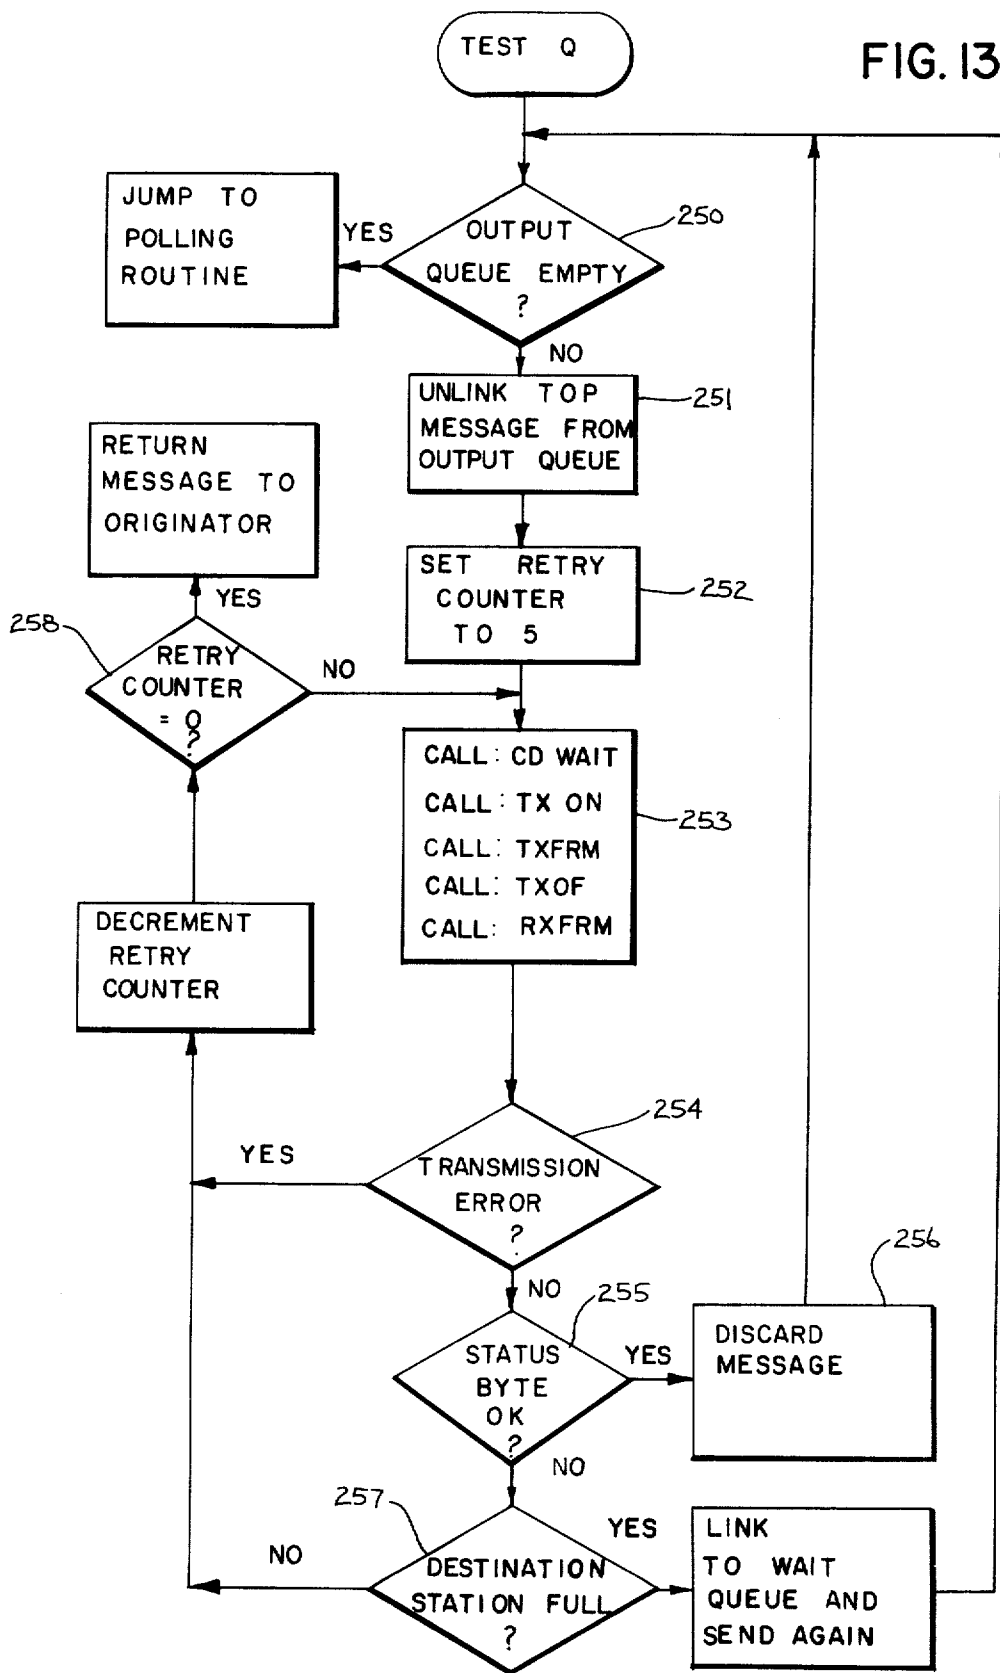 TEST Q
FIG. 13
JUMP TO
POLLING
ROUTINE
YES
OUTPUT
QUEUE EMPTY
?
250
NO
UNLINK TOP
MESSAGE FROM
OUTPUT QUEUE
251
RETURN
MESSAGE TO
ORIGINATOR
SET RETRY
COUNTER
TO 5
252
YES
258
RETRY
COUNTER
= 0
?
NO
CALL: CD WAIT
CALL: TX ON
CALL: TXFRM
CALL: TXOF
CALL: RXFRM
253
DECREMENT
RETRY
COUNTER
254
YES
TRANSMISSION
ERROR
?
NO
255
256
STATUS
BYTE
OK
?
YES
DISCARD
MESSAGE
NO
257
NO
DESTINATION
STATION FULL
?
YES
LINK
TO WAIT
QUEUE AND
SEND AGAIN